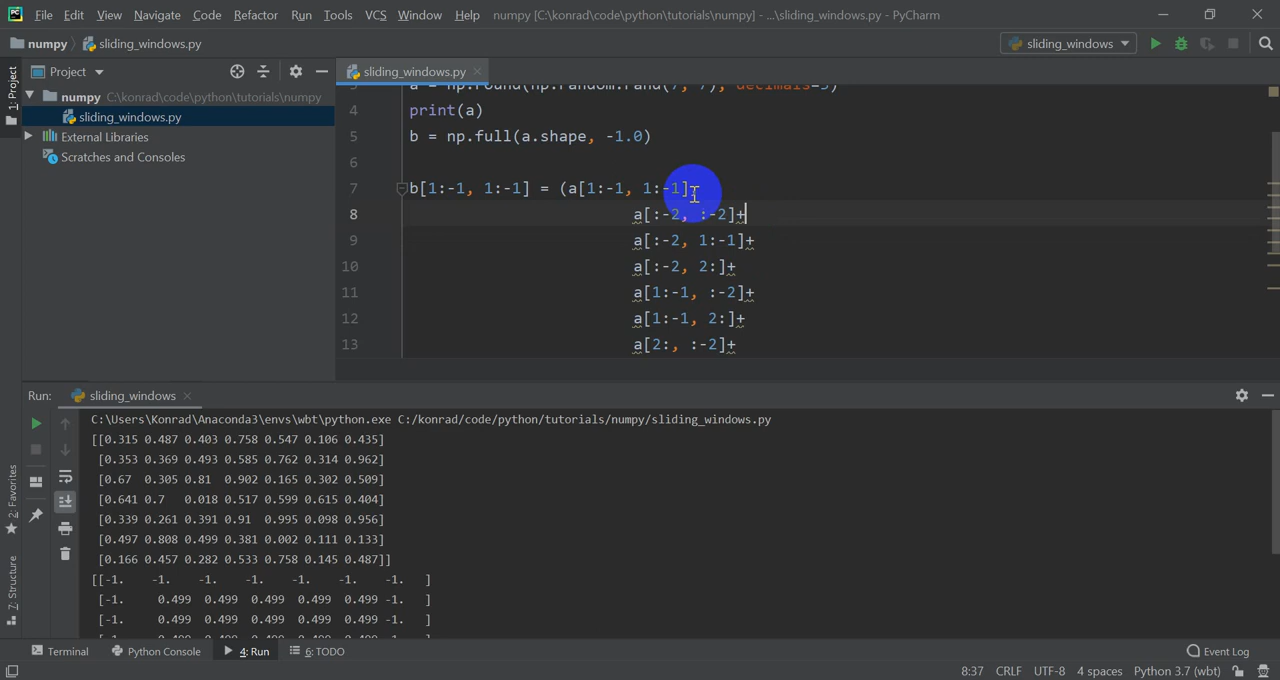 PC File Edit View Navigate Code Refactor Run Tools VCS Window Help numpy [C:\konrad\code\python\tutorials\numpy] - ...\sliding_windows.py - PyCharm
numpy sliding_windows.py sliding_windows
1: Project
Project
numpy C:\konrad\code\python\tutorials\numpy
sliding_windows.py
External Libraries
Scratches and Consoles
sliding_windows.py
3 a = np.round(np.random.rand(7, 7), decimals=3)
4 print(a)
5 b = np.full(a.shape, -1.0)
6
7 b[1:-1, 1:-1] = (a[1:-1, 1:-1]
8 a[:-2, :-2]+
9 a[:-2, 1:-1]+
10 a[:-2, 2:]+
11 a[1:-1, :-2]+
12 a[1:-1, 2:]+
13 a[2:, :-2]+
Run: sliding_windows
C:\Users\Konrad\Anaconda3\envs\wbt\python.exe C:/konrad/code/python/tutorials/numpy/sliding_windows.py
[[0.315 0.487 0.403 0.758 0.547 0.106 0.435]
[0.353 0.369 0.493 0.585 0.762 0.314 0.962]
[0.67 0.305 0.81 0.902 0.165 0.302 0.509]
[0.641 0.7 0.018 0.517 0.599 0.615 0.404]
[0.339 0.261 0.391 0.91 0.995 0.098 0.956]
[0.497 0.808 0.499 0.381 0.002 0.111 0.133]
[0.166 0.457 0.282 0.533 0.758 0.145 0.487]]
[[-1. -1. -1. -1. -1. -1. -1. ]
[-1. 0.499 0.499 0.499 0.499 0.499 -1. ]
[-1. 0.499 0.499 0.499 0.499 0.499 -1. ]
2: Favorites
7: Structure
Terminal Python Console 4: Run 6: TODO Event Log
8:37 CRLF UTF-8 4 spaces Python 3.7 (wbt)